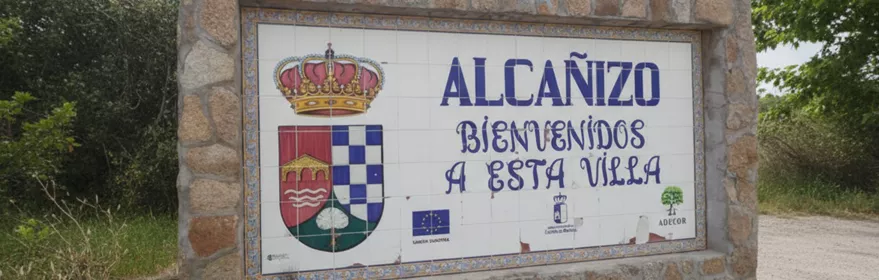 ALCAÑIZO
BIENVENIDOS
A ESTA VILLA
ADECOR